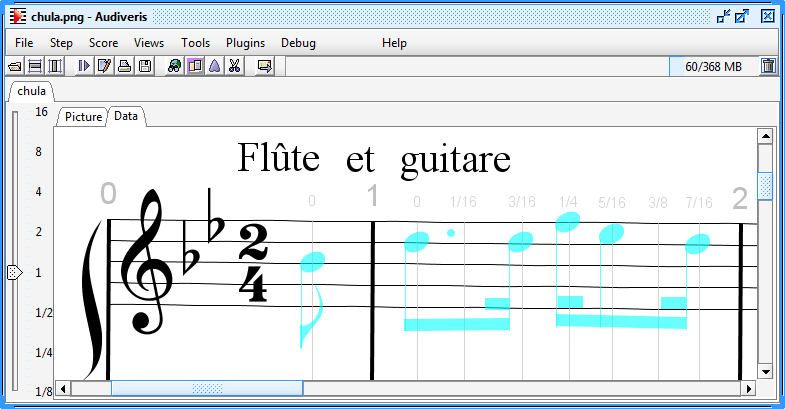 chula.png - Audiveris
File Step Score Views Tools Plugins Debug Help
60/368 MB
chula
Picture Data
16
8
4
2
1
1/2
1/4
1/8
Flûte et guitare
0 0 1 0 1/16 3/16 1/4 5/16 3/8 7/16 2
2
4